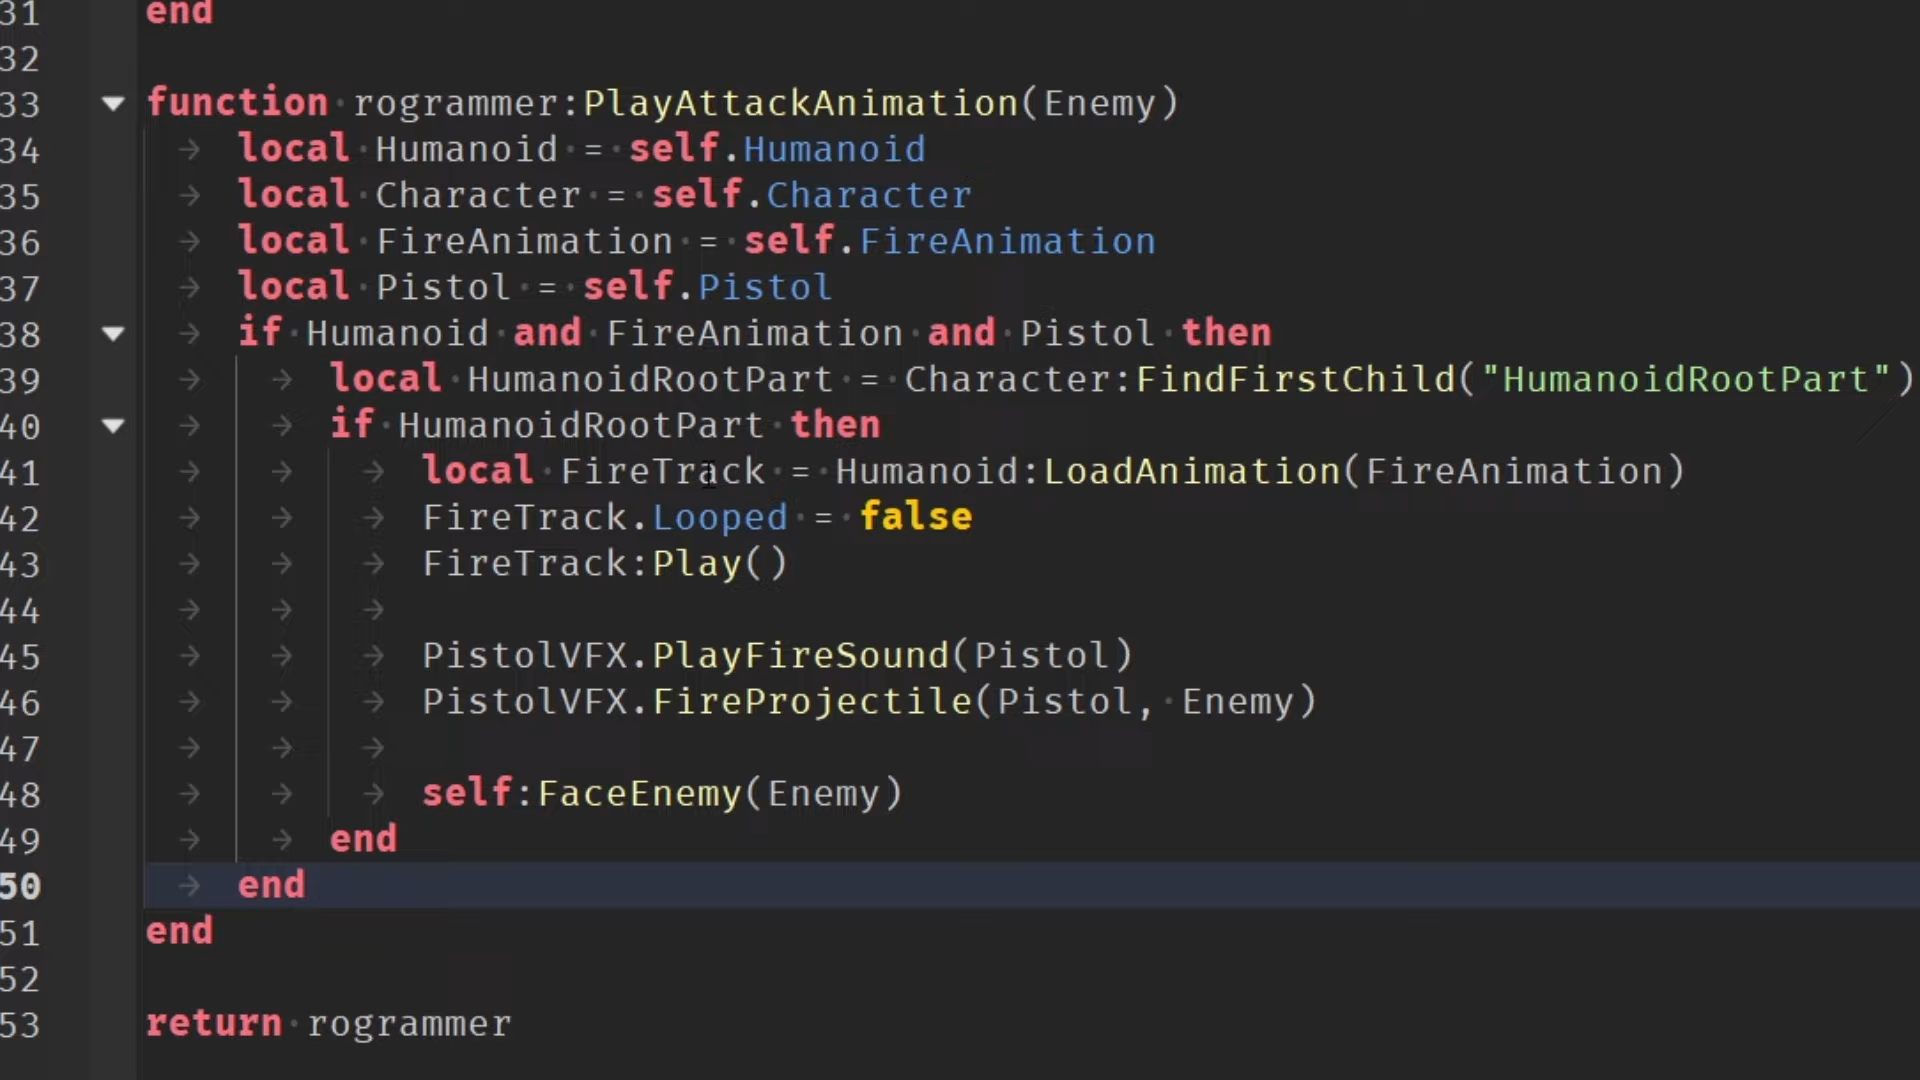 31 end
32
33 function rogrammer:PlayAttackAnimation(Enemy)
34 local Humanoid = self.Humanoid
35 local Character = self.Character
36 local FireAnimation = self.FireAnimation
37 local Pistol = self.Pistol
38 if Humanoid and FireAnimation and Pistol then
39 local HumanoidRootPart = Character:FindFirstChild("HumanoidRootPart")
40 if HumanoidRootPart then
41 local FireTrack = Humanoid:LoadAnimation(FireAnimation)
42 FireTrack.Looped = false
43 FireTrack:Play()
44
45 PistolVFX.PlayFireSound(Pistol)
46 PistolVFX.FireProjectile(Pistol, Enemy)
47
48 self:FaceEnemy(Enemy)
49 end
50 end
51 end
52
53 return rogrammer